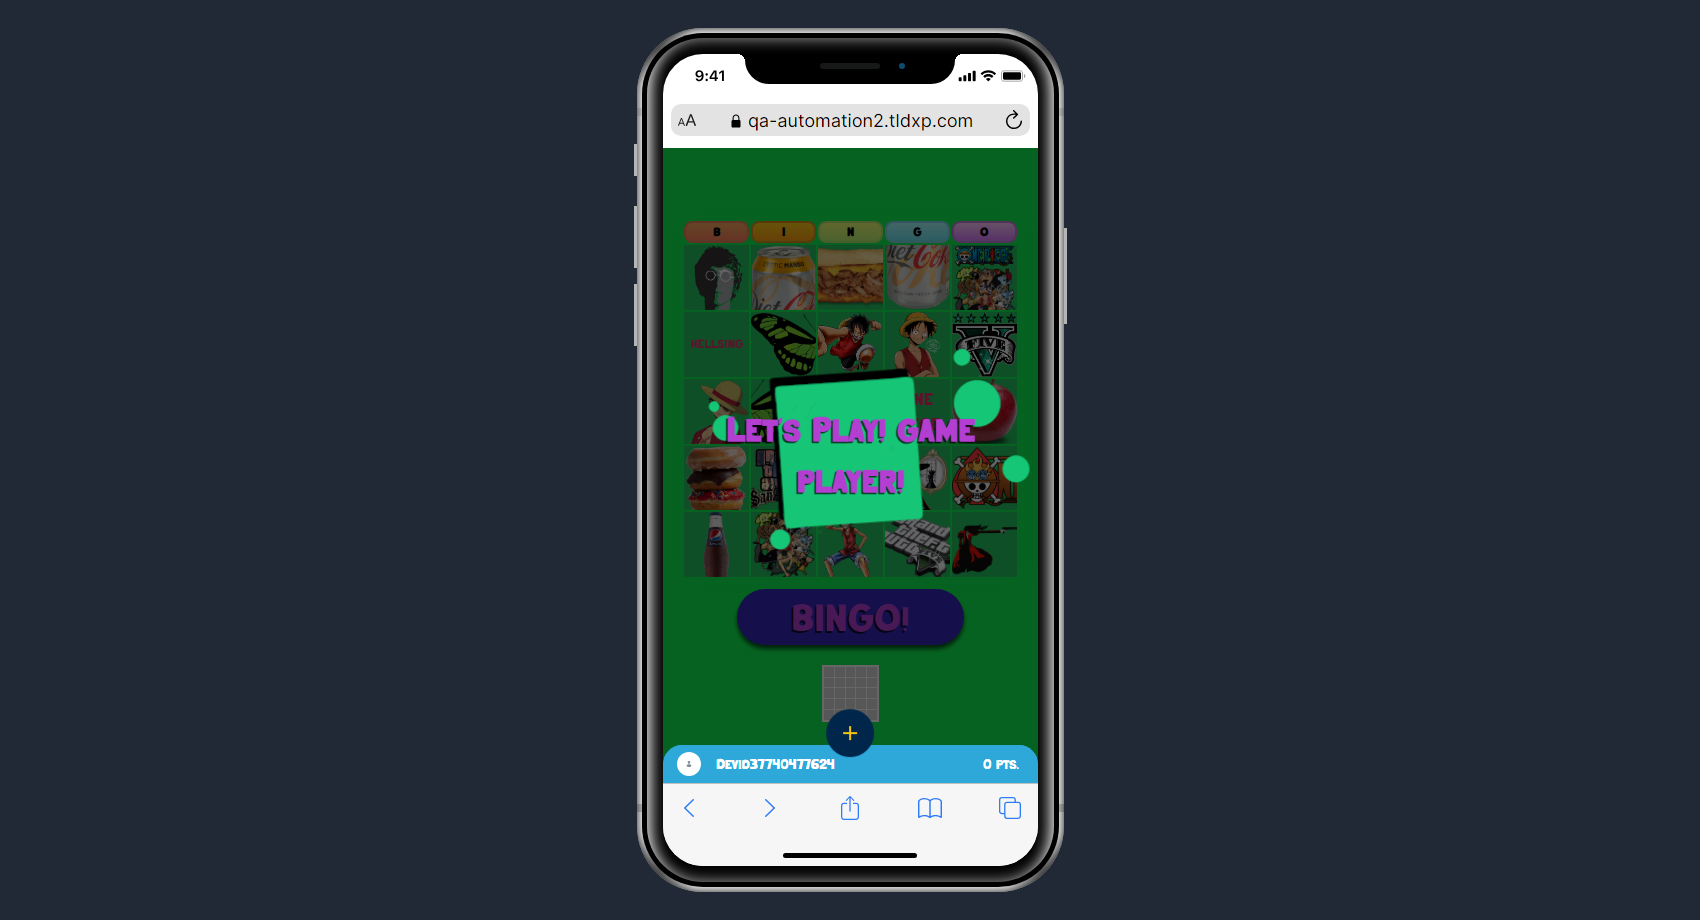 9:41
AA qa-automation2.tldxp.com
B I N G O
HELLSING
FIVE
LET'S PLAY! GAME
PLAYER!
BINGO!
+
DEVID37740477624 0 PTS.